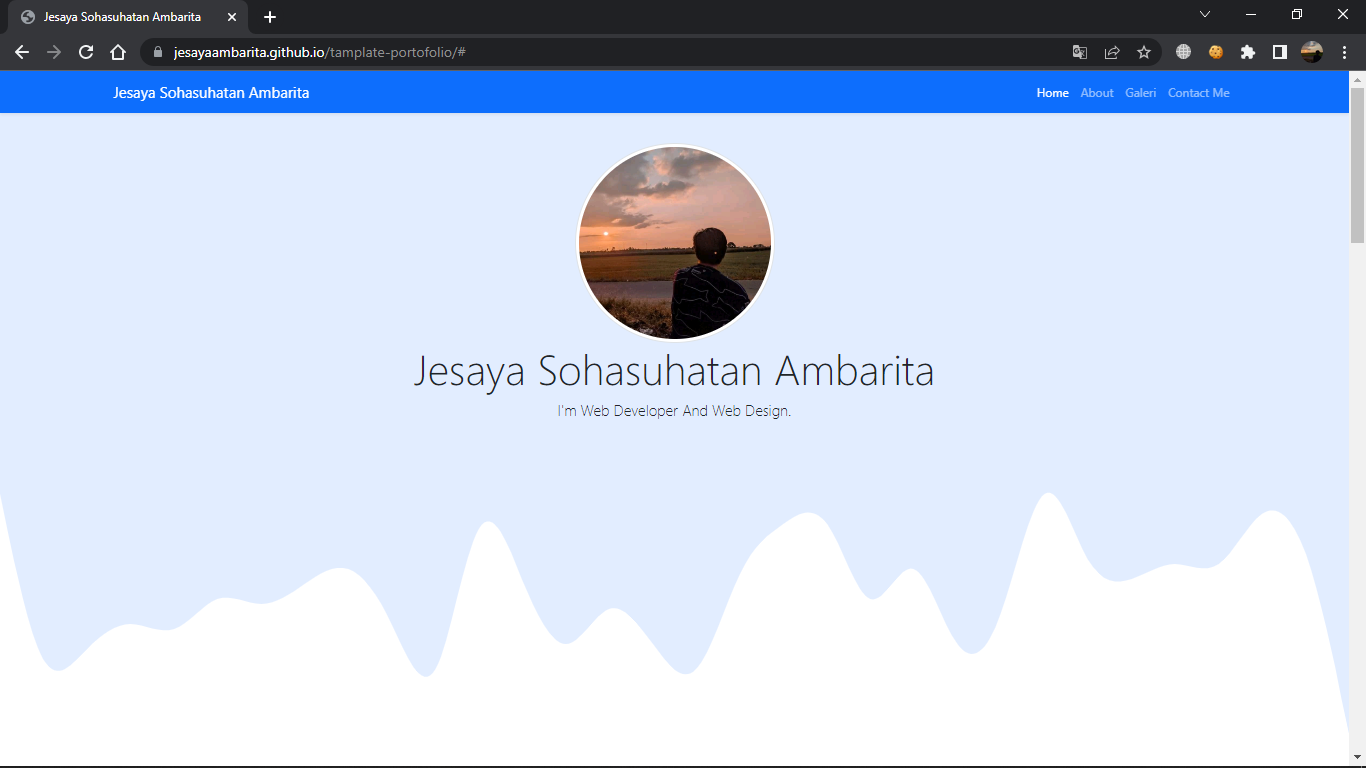 Jesaya Sohasuhatan Ambarita
jesayaambarita.github.io/tamplate-portofolio/#
Jesaya Sohasuhatan Ambarita
Home About Galeri Contact Me
Jesaya Sohasuhatan Ambarita
I'm Web Developer And Web Design.